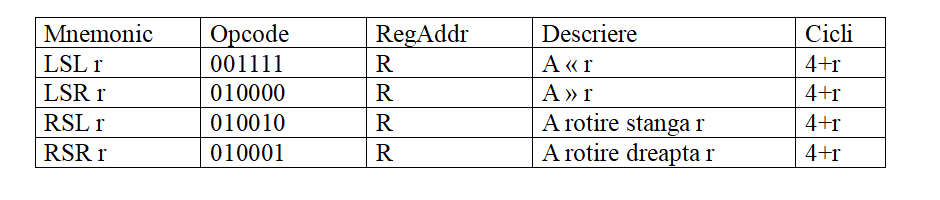 Mnemonic Opcode RegAddr Descriere Cicli
LSL r 001111 R A « r 4+r
LSR r 010000 R A » r 4+r
RSL r 010010 R A rotire stanga r 4+r
RSR r 010001 R A rotire dreapta r 4+r